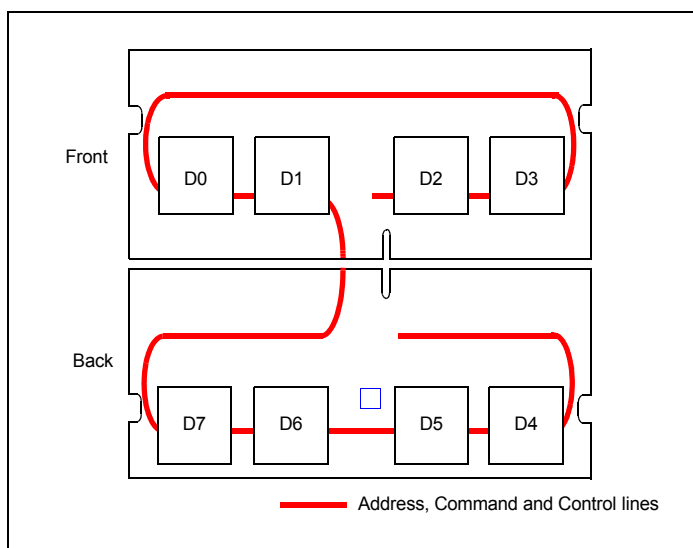 Front
D0 D1 D2 D3
Back
D7 D6 D5 D4
Address, Command and Control lines